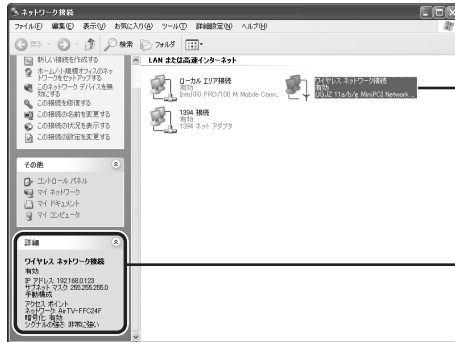 ネットワーク接続
ファイル(F) 編集(E) 表示(V) お気に入り(A) ツール(T) 詳細設定(N) ヘルプ(H)
戻る 検索 フォルダ
新しい接続を作成する
ホーム/小規模オフィスのネットワークをセットアップする
このネットワーク デバイスを無効にする
この接続を修復する
この接続の名前を変更する
この接続の状況を表示する
この接続の設定を変更する
その他
コントロール パネル
マイ ネットワーク
マイ ドキュメント
マイ コンピュータ
詳細
ワイヤレス ネットワーク接続
有効
IP アドレス: 192.168.0.123
サブネット マスク: 255.255.255.0
手動構成
アクセス ポイント
ネットワーク: AirTV-FFC24F
暗号化: 有効
シグナルの強さ: 非常に強い
LAN または高速インターネット
ローカル エリア接続
有効
Intel(R) PRO/100 M Mobile Conn...
ワイヤレス ネットワーク接続
有効
UGJZ 11a/b/g MiniPCI Network ...
1394 接続
有効
1394 ネット アダプタ